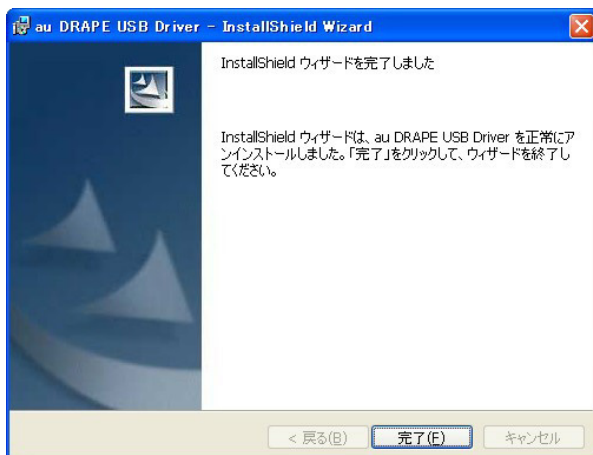 au DRAPE USB Driver - InstallShield Wizard
InstallShield ウィザードを完了しました
InstallShield ウィザードは、au DRAPE USB Driver を正常にア
ンインストールしました。「完了」をクリックして、ウィザードを終了し
てください。
< 戻る(B)
完了(F)
キャンセル